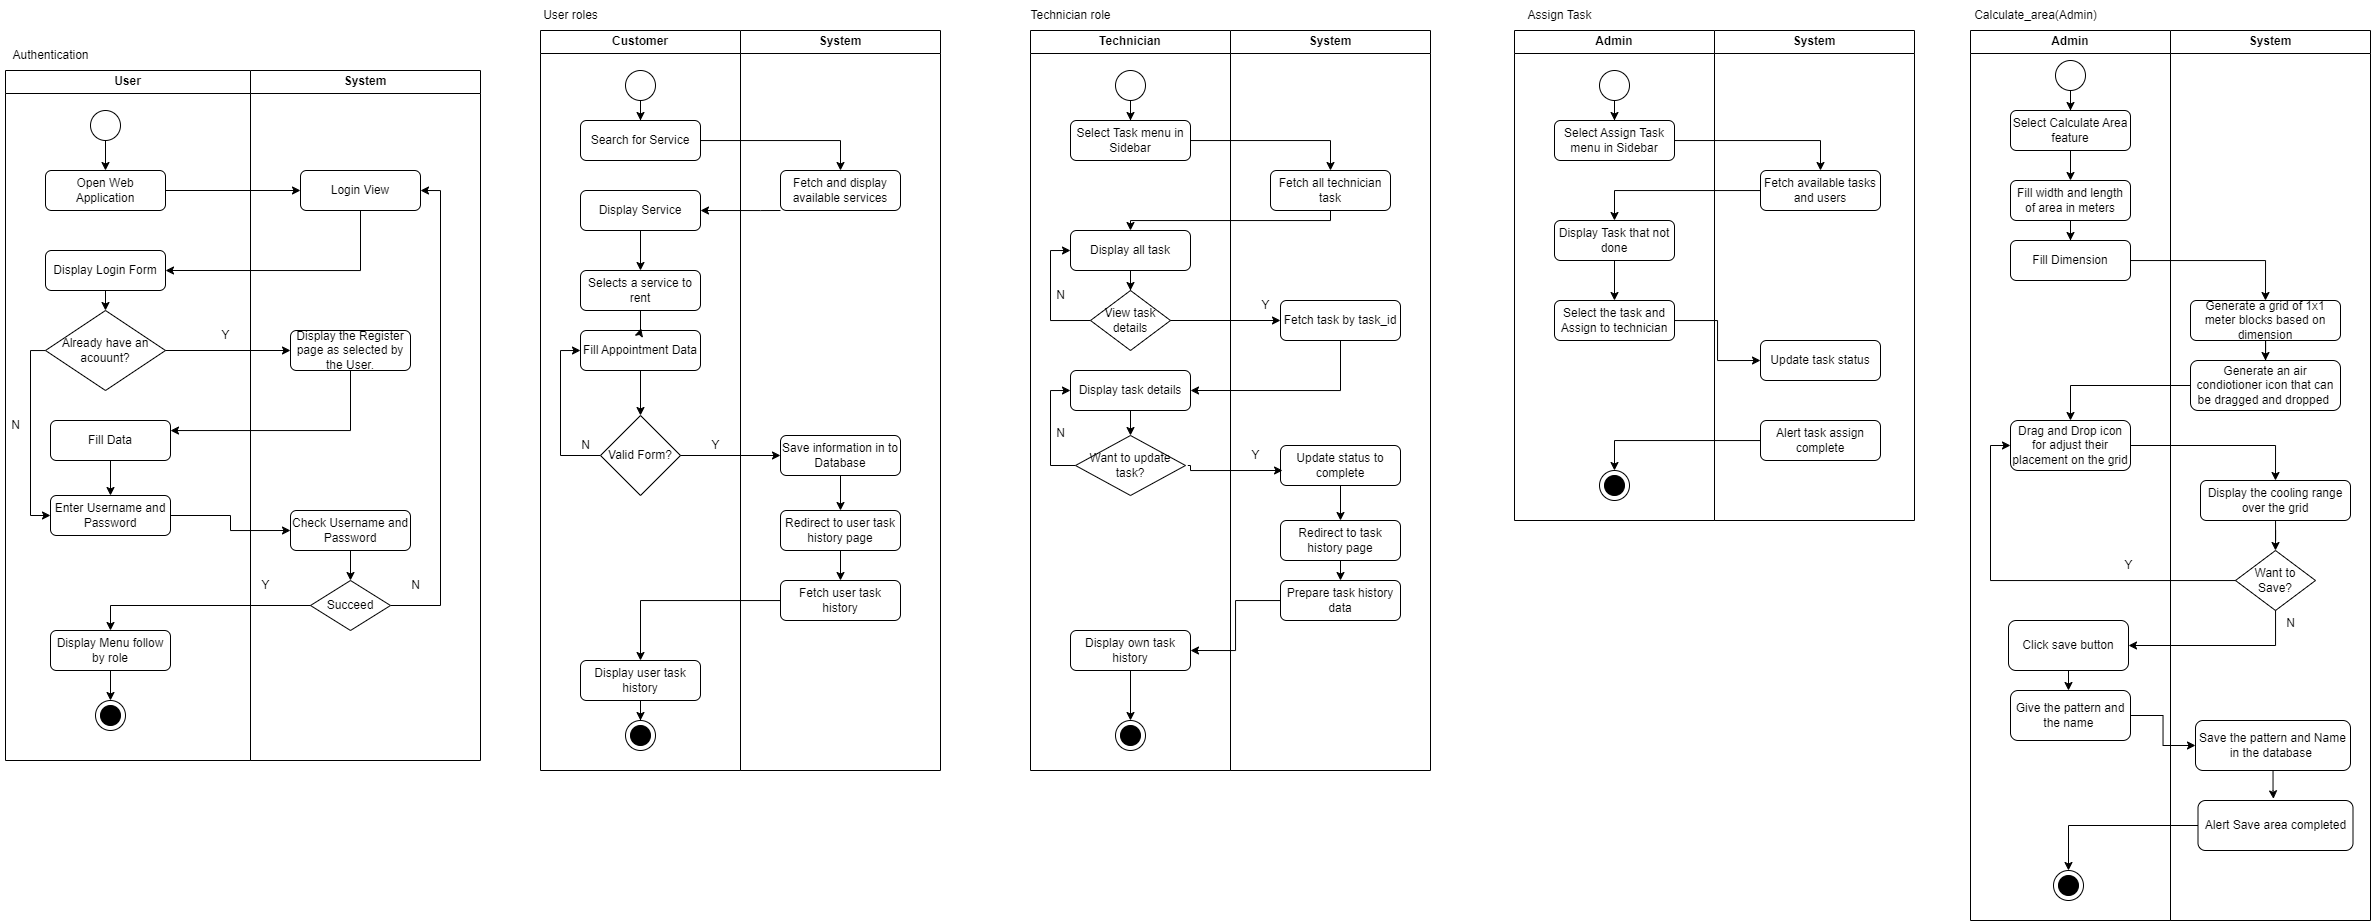 Authentication
User
System
Open Web
Application
Login View
Display Login Form
Already have an
acouunt?
Y
Display the Register
page as selected by
the User.
N
Fill Data
Enter Username and
Password
Check Username and
Password
Y
N
Succeed
Display Menu follow
by role
User roles
Customer
System
Search for Service
Fetch and display
available services
Display Service
Selects a service to
rent
Fill Appointment Data
N
Valid Form?
Y
Save information in to
Database
Redirect to user task
history page
Fetch user task
history
Display user task
history
Technician role
Technician
System
Select Task menu in
Sidebar
Fetch all technician
task
Display all task
N
View task
details
Y
Fetch task by task_id
Display task details
N
Want to update
task?
Y
Update status to
complete
Redirect to task
history page
Prepare task history
data
Display own task
history
Assign Task
Admin
System
Select Assign Task
menu in Sidebar
Fetch available tasks
and users
Display Task that not
done
Select the task and
Assign to technician
Update task status
Alert task assign
complete
Calculate_area(Admin)
Admin
System
Select Calculate Area
feature
Fill width and length
of area in meters
Fill Dimension
Generate a grid of 1x1
meter blocks based on
dimension
Generate an air
condiotioner icon that can
be dragged and dropped
Drag and Drop icon
for adjust their
placement on the grid
Display the cooling range
over the grid
Y
Want to
Save?
N
Click save button
Give the pattern and
the name
Save the pattern and Name
in the database
Alert Save area completed